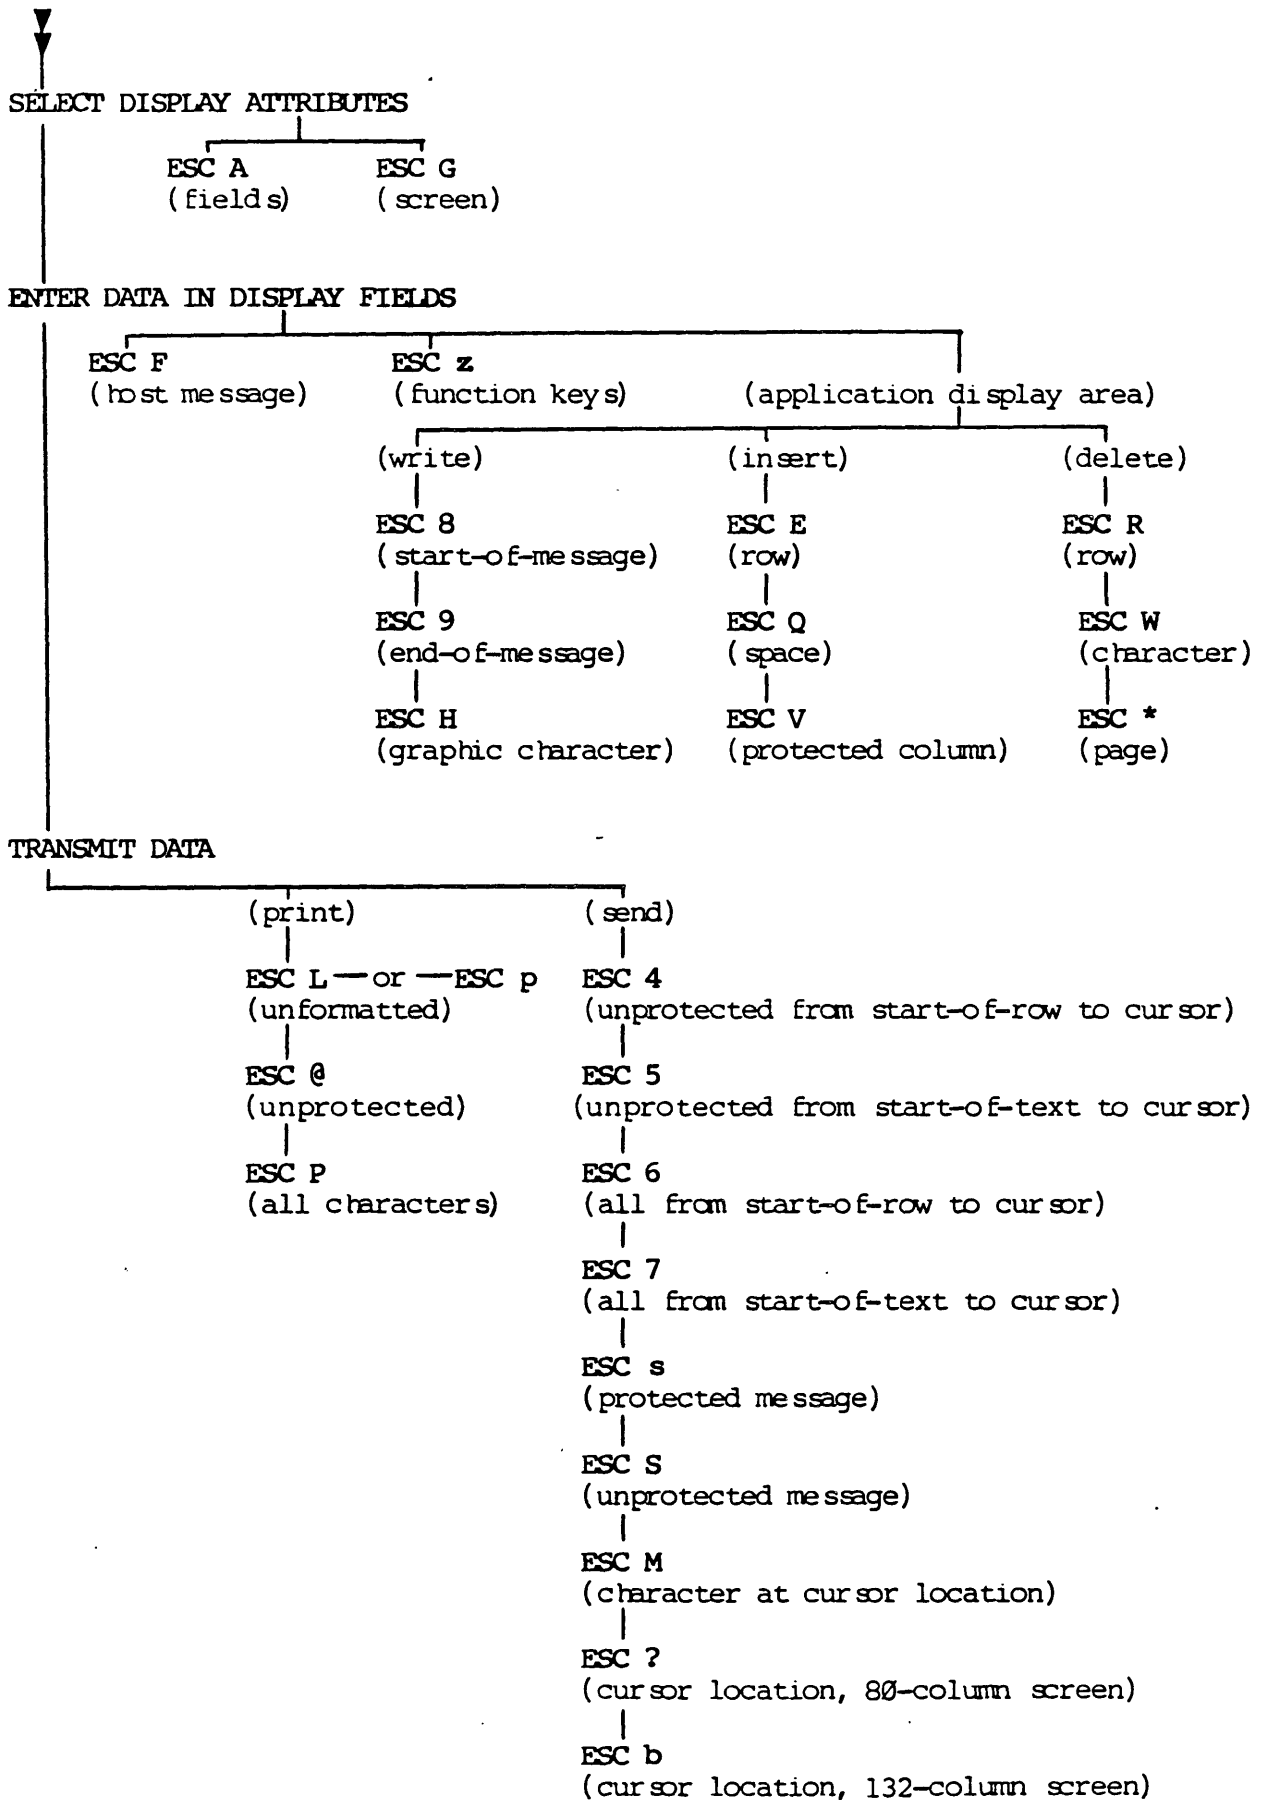 SELECT DISPLAY ATTRIBUTES
ESC A ESC G
(fields) (screen)
ENTER DATA IN DISPLAY FIELDS
ESC F ESC z
(host message) (function keys) (application display area)
(write) (insert) (delete)
ESC 8 ESC E ESC R
(start-of-message) (row) (row)
ESC 9 ESC Q ESC W
(end-of-message) (space) (character)
ESC H ESC V ESC *
(graphic character) (protected column) (page)
TRANSMIT DATA
(print) (send)
ESC L — or — ESC p ESC 4
(unformatted) (unprotected from start-of-row to cursor)
ESC @ ESC 5
(unprotected) (unprotected from start-of-text to cursor)
ESC P ESC 6
(all characters) (all from start-of-row to cursor)
ESC 7
(all from start-of-text to cursor)
ESC s
(protected message)
ESC S
(unprotected message)
ESC M
(character at cursor location)
ESC ?
(cursor location, 80-column screen)
ESC b
(cursor location, 132-column screen)